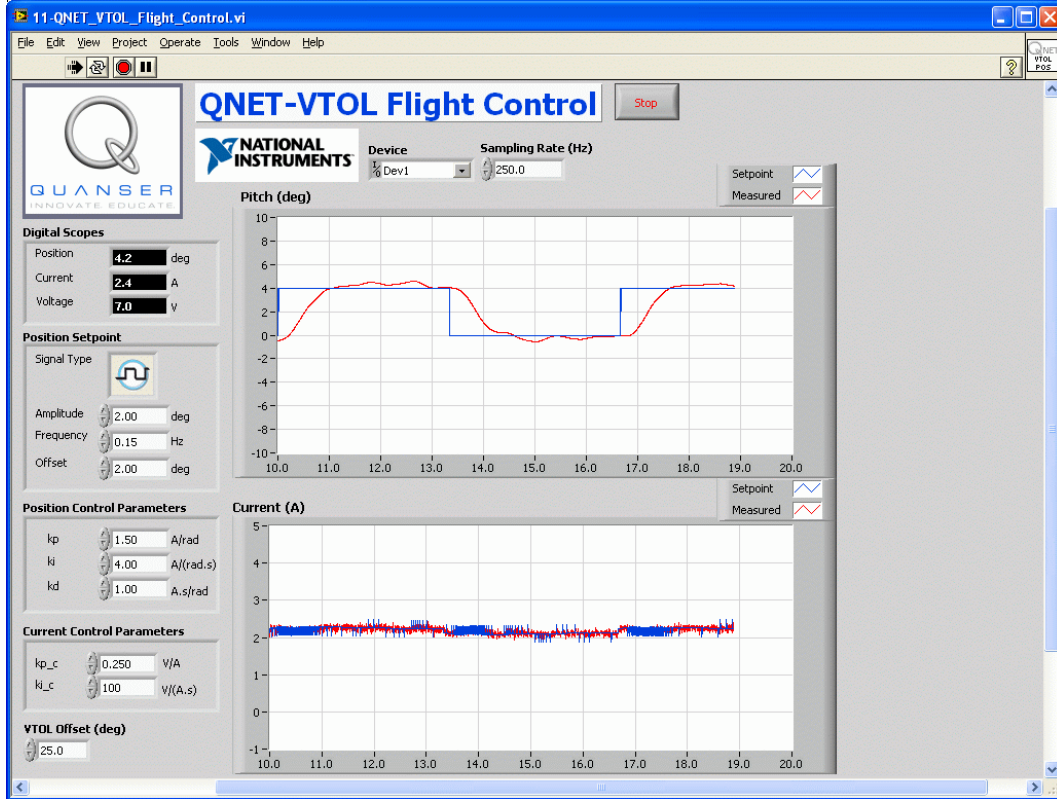 11-QNET_VTOL_Flight_Control.vi
File Edit View Project Operate Tools Window Help
QNET
VTOL
POS
QUANSER
INNOVATE. EDUCATE.
QNET-VTOL Flight Control
Stop
NATIONAL
INSTRUMENTS
Device
Dev1
Sampling Rate (Hz)
250.0
Digital Scopes
Position 4.2 deg
Current 2.4 A
Voltage 7.0 V
Position Setpoint
Signal Type
Amplitude 2.00 deg
Frequency 0.15 Hz
Offset 2.00 deg
Position Control Parameters
kp 1.50 A/rad
ki 4.00 A/(rad.s)
kd 1.00 A.s/rad
Current Control Parameters
kp_c 0.250 V/A
ki_c 100 V/(A.s)
VTOL Offset (deg)
25.0
Pitch (deg)
Setpoint
Measured
10
8
6
4
2
0
-2
-4
-6
-8
-10
10.0 11.0 12.0 13.0 14.0 15.0 16.0 17.0 18.0 19.0 20.0
Current (A)
Setpoint
Measured
5
4
3
2
1
0
-1
10.0 11.0 12.0 13.0 14.0 15.0 16.0 17.0 18.0 19.0 20.0